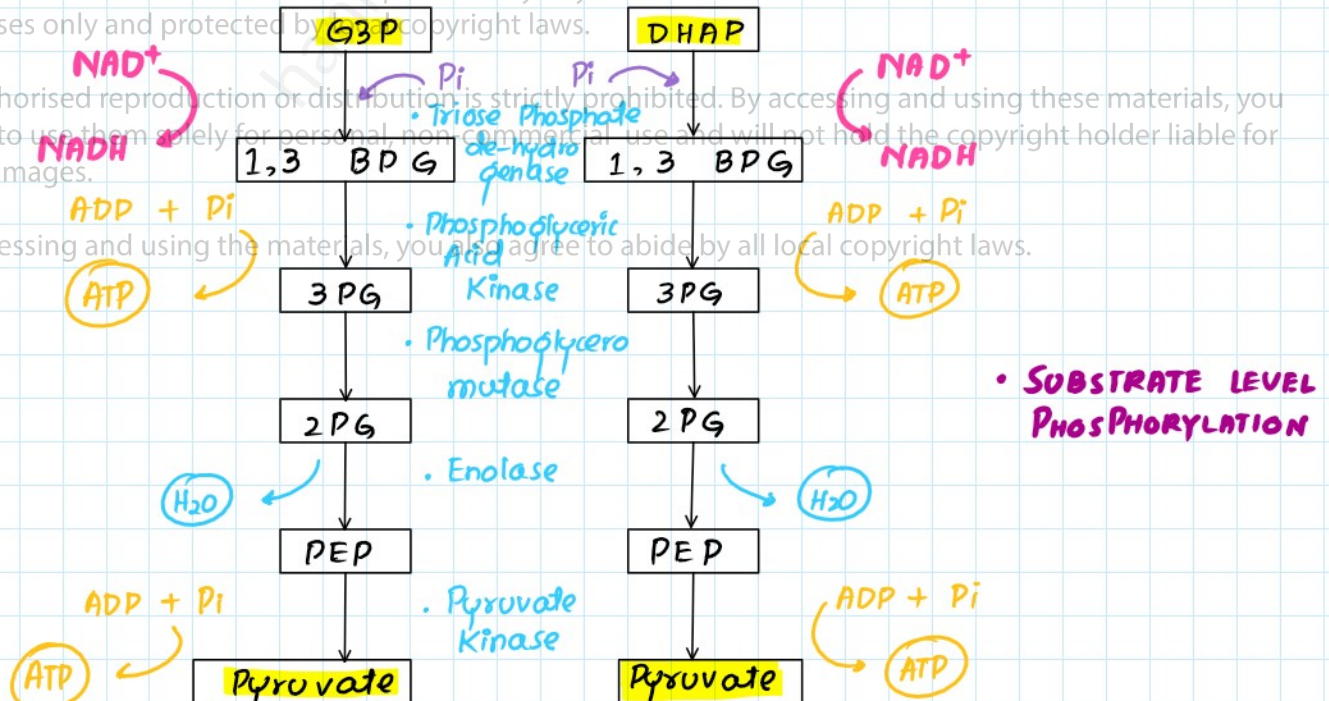 ses only and protected by local copyright laws.
G3P
DHAP
NAD+
Pi
Pi
NAD+
horised reproduction or distribution is strictly prohibited. By accessing and using these materials, you
• Triose Phosphate
to use them solely for personal, non-commercial use and will not hold the copyright holder liable for
NADH
1,3 BPG
de-hydro
genase
1, 3 BPG
NADH
mages.
ADP + Pi
• Phosphoglyceric
Acid
Kinase
ADP + Pi
essing and using the materials, you also agree to abide by all local copyright laws.
ATP
3PG
3PG
ATP
• Phosphoglycero
mutase
• SUBSTRATE LEVEL
PHOSPHORYLATION
2PG
2PG
• Enolase
H2O
H2O
PEP
PEP
ADP + Pi
• Pyruvate
Kinase
ADP + Pi
ATP
Pyruvate
Pyruvate
ATP